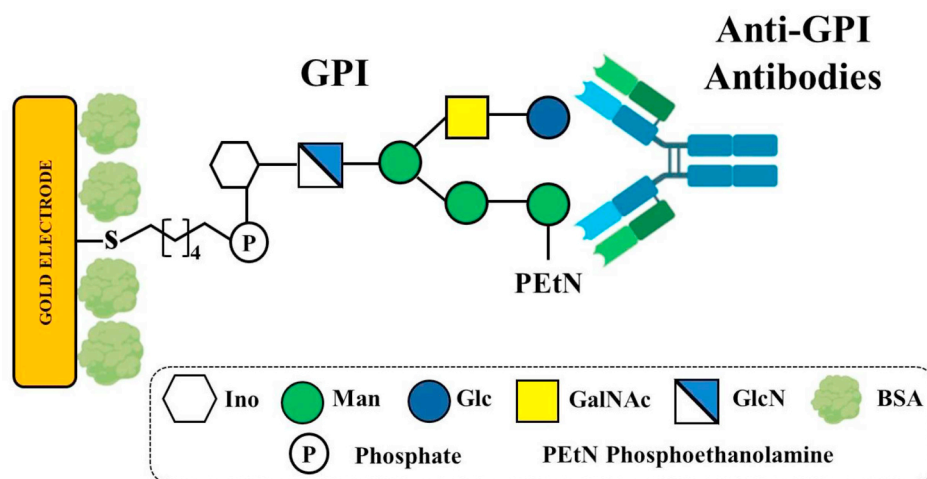 Anti-GPI
Antibodies
GPI
GOLD ELECTRODE
S
4
P
PEtN
Ino
Man
Glc
GalNAc
GlcN
BSA
P
Phosphate
PEtN Phosphoethanolamine